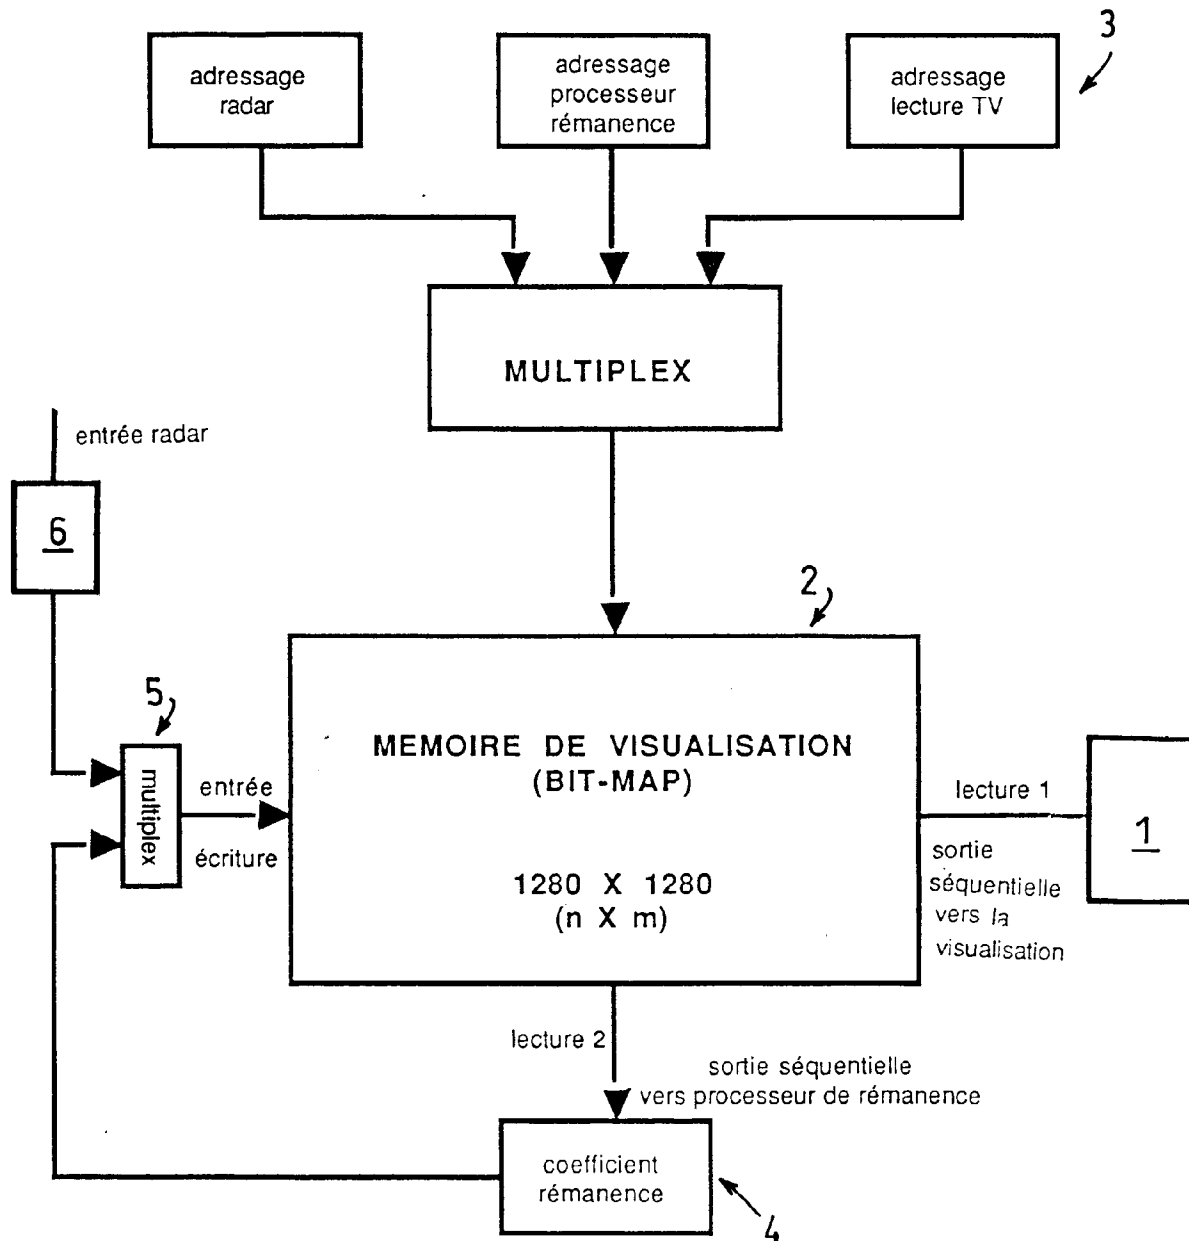 adressage
radar
adressage
processeur
rémanence
adressage
lecture TV
3
MULTIPLEX
entrée radar
6
2
5
multiplex
entrée
écriture
MEMOIRE DE VISUALISATION
(BIT-MAP)
1280 X 1280
(n X m)
lecture 1
1
sortie
séquentielle
vers la
visualisation
lecture 2
sortie séquentielle
vers processeur de rémanence
coefficient
rémanence
4